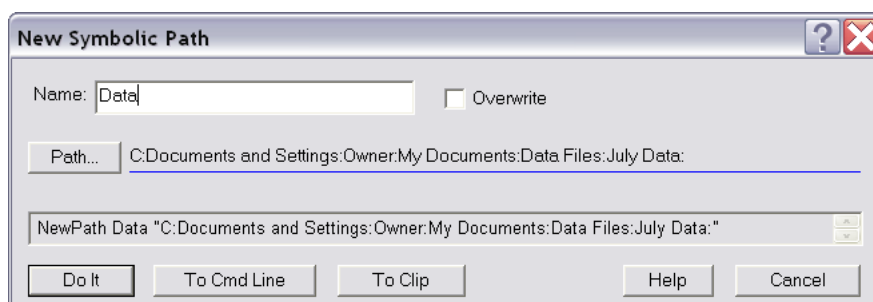 New Symbolic Path
Name: Data
Overwrite
Path... C:Documents and Settings:Owner:My Documents:Data Files:July Data:
NewPath Data "C:Documents and Settings:Owner:My Documents:Data Files:July Data:"
Do It To Cmd Line To Clip Help Cancel